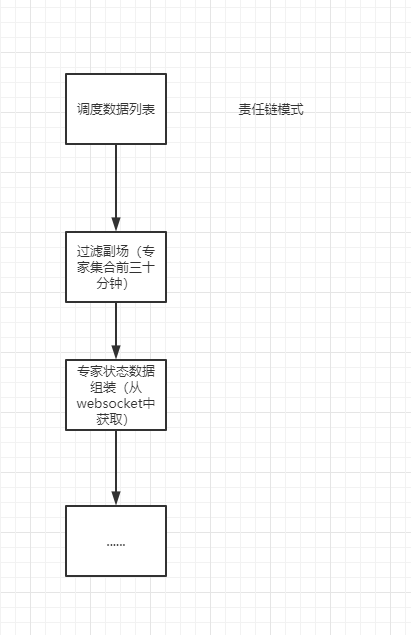 调度数据列表
责任链模式
过滤副场（专
家集合前三十
分钟）
专家状态数据
组装（从
websocket中
获取）
......